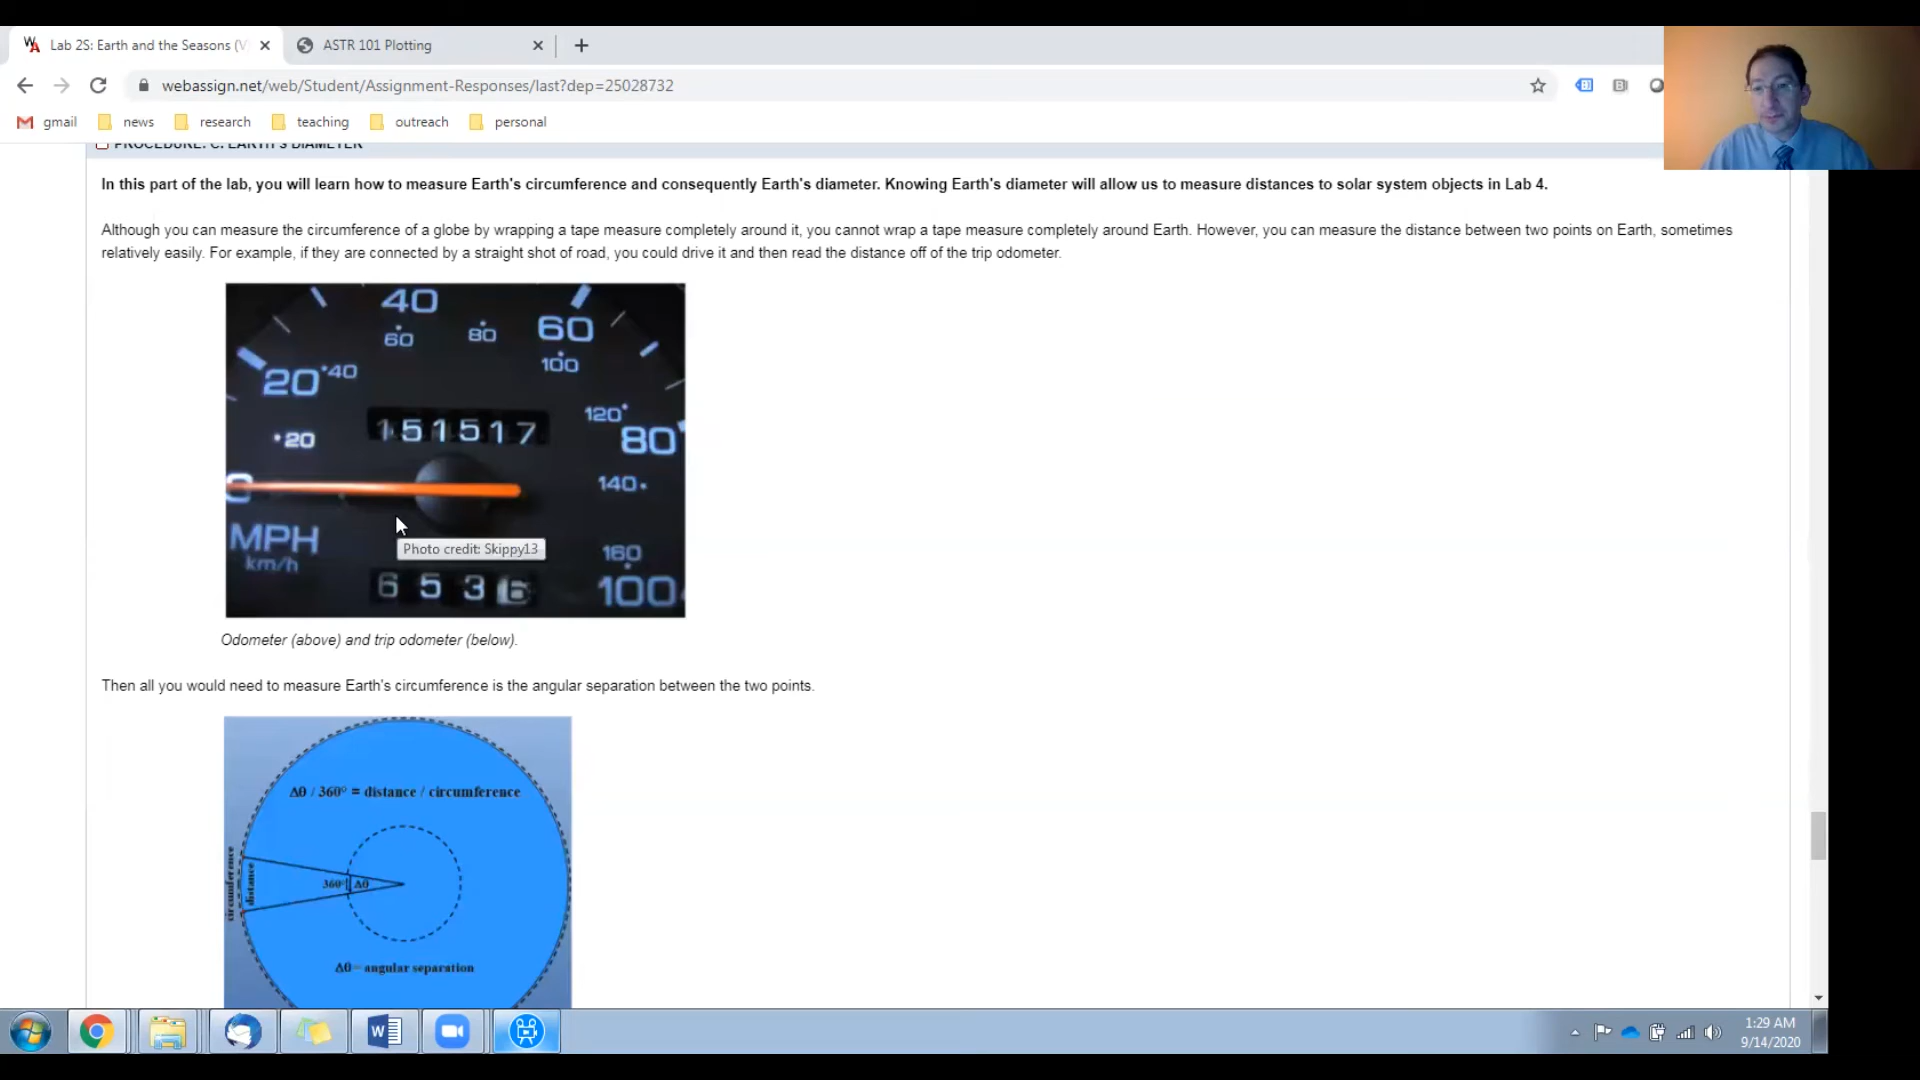 Lab 2S: Earth and the Seasons (V
ASTR 101 Plotting
webassign.net/web/Student/Assignment-Responses/last?dep=25028732
gmail news research teaching outreach personal
PROCEDURE: C. EARTH'S DIAMETER
In this part of the lab, you will learn how to measure Earth's circumference and consequently Earth's diameter. Knowing Earth's diameter will allow us to measure distances to solar system objects in Lab 4.
Although you can measure the circumference of a globe by wrapping a tape measure completely around it, you cannot wrap a tape measure completely around Earth. However, you can measure the distance between two points on Earth, sometimes
relatively easily. For example, if they are connected by a straight shot of road, you could drive it and then read the distance off of the trip odometer.
40 60
60 80 100
20 40
120
151517
20 80
0 140
MPH
Photo credit: Skippy13
km/h 160
653 100
Odometer (above) and trip odometer (below).
Then all you would need to measure Earth's circumference is the angular separation between the two points.
Δθ / 360° = distance / circumference
circumference
distance
360° Δθ
Δθ = angular separation
1:29 AM
9/14/2020